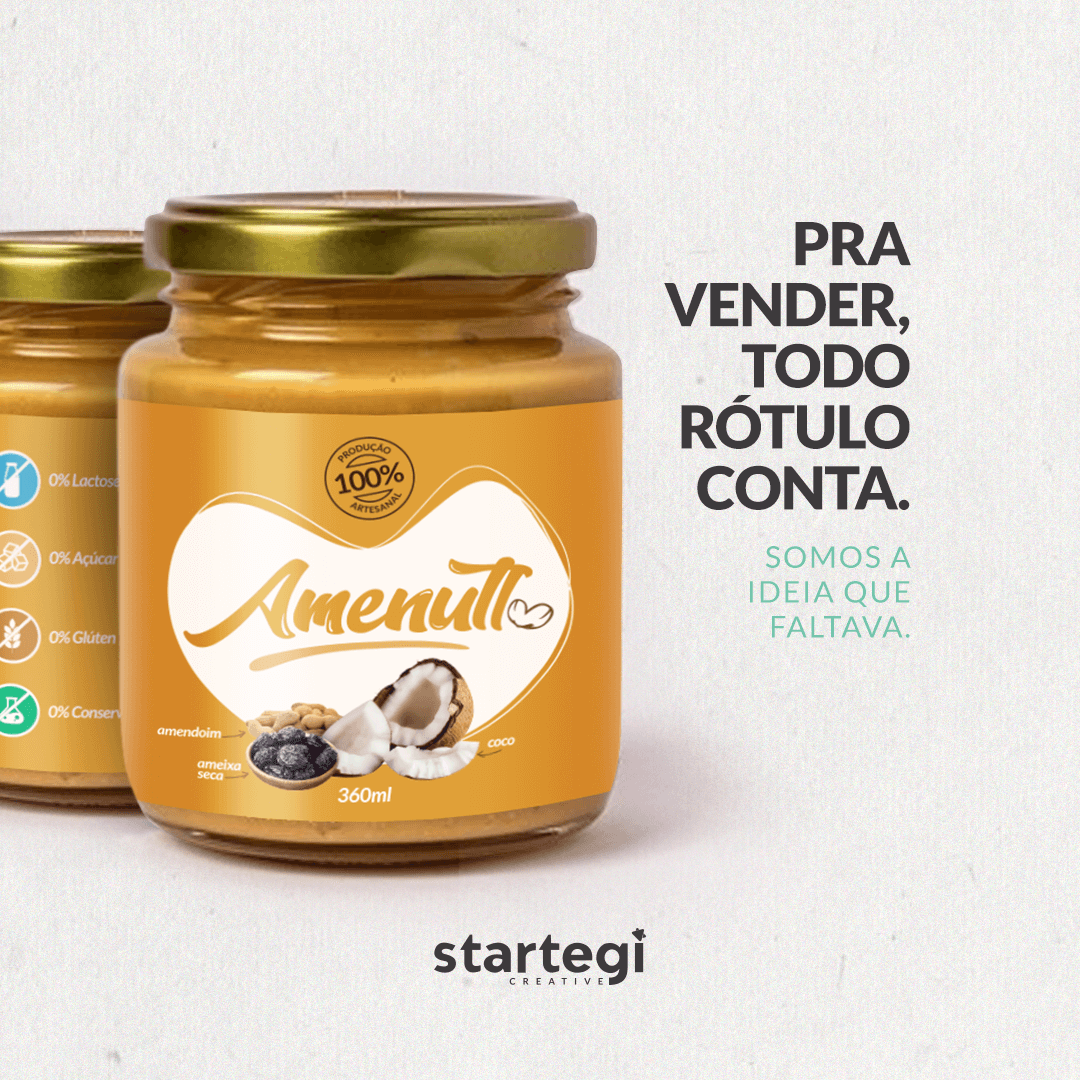 PRA
VENDER,
TODO
RÓTULO
CONTA.
SOMOS A
IDEIA QUE
FALTAVA.
PRODUÇÃO
100%
ARTESANAL
Amenutt
amendoim
ameixa
seca
coco
360ml
0% Lactose
0% Açúcar
0% Glúten
0% Conserv
startegi
CREATIVE